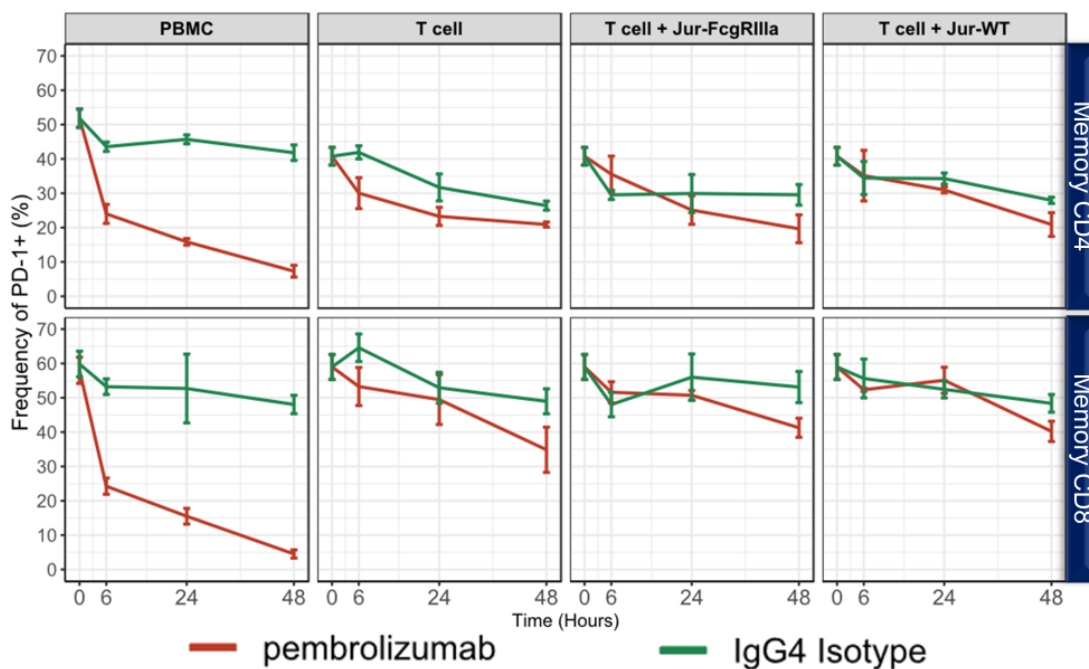 PBMC
T cell
T cell + Jur-FcgRIIIa
T cell + Jur-WT
Frequency of PD-1+ (%)
70
60
50
40
30
20
10
0
Memory CD4
70
60
50
40
30
20
10
0
Memory CD8
0 6 24 48
0 6 24 48
0 6 24 48
0 6 24 48
Time (Hours)
pembrolizumab
IgG4 Isotype